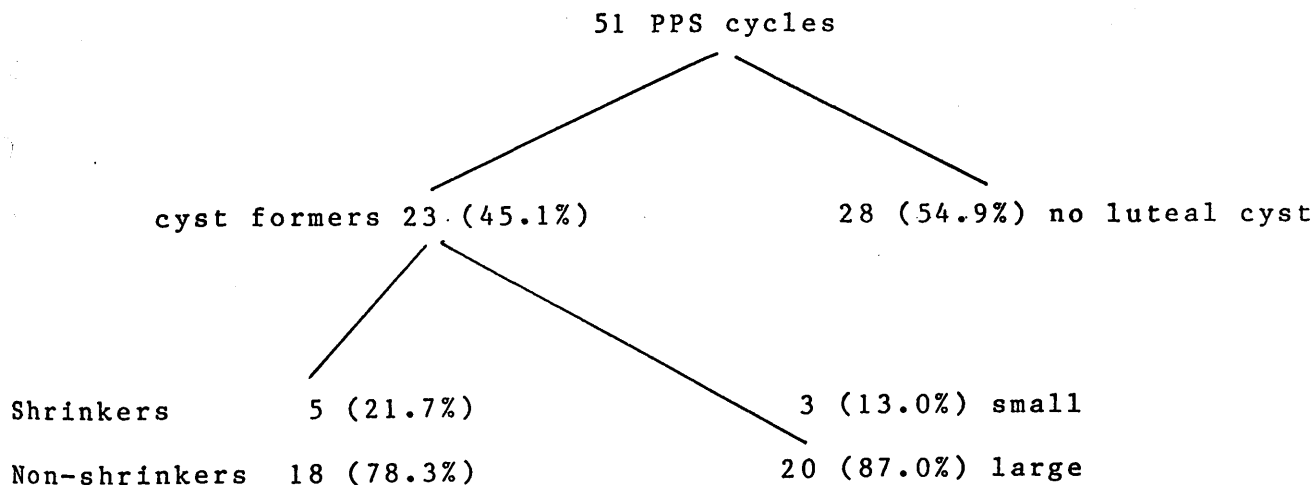 51 PPS cycles
cyst formers 23 (45.1%) 28 (54.9%) no luteal cyst
Shrinkers 5 (21.7%) 3 (13.0%) small
Non-shrinkers 18 (78.3%) 20 (87.0%) large